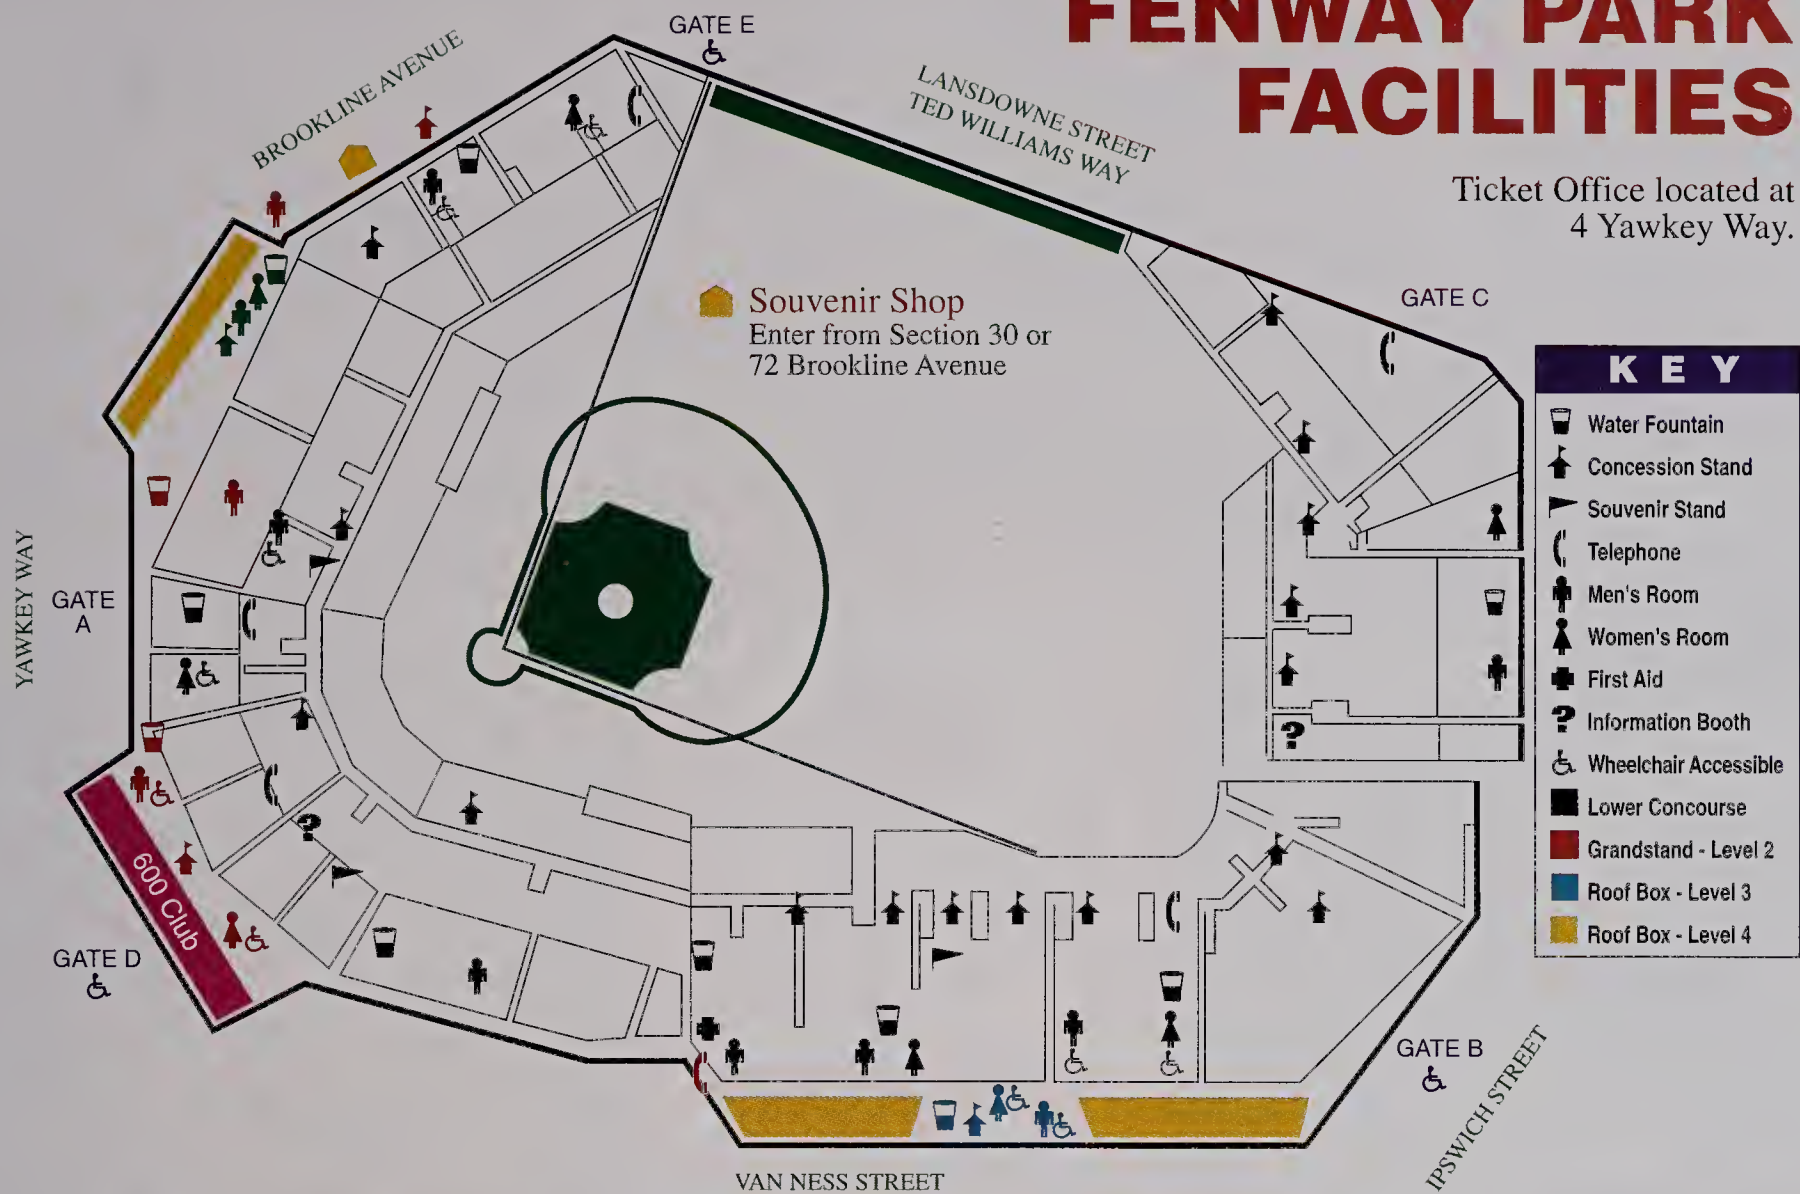 FENWAY PARK
FACILITIES
Ticket Office located at
4 Yawkey Way.
GATE E
BROOKLINE AVENUE
LANSDOWNE STREET
TED WILLIAMS WAY
Souvenir Shop
Enter from Section 30 or
72 Brookline Avenue
GATE C
KEY
Water Fountain
Concession Stand
Souvenir Stand
Telephone
Men's Room
Women's Room
First Aid
? Information Booth
Wheelchair Accessible
Lower Concourse
Grandstand - Level 2
Roof Box - Level 3
Roof Box - Level 4
YAWKEY WAY
GATE
A
?
?
600 Club
GATE D
GATE B
IPSWICH STREET
VAN NESS STREET